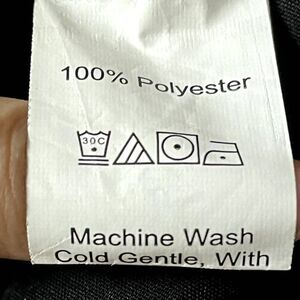 100% Polyester
30C
Machine Wash
Cold Gentle, With